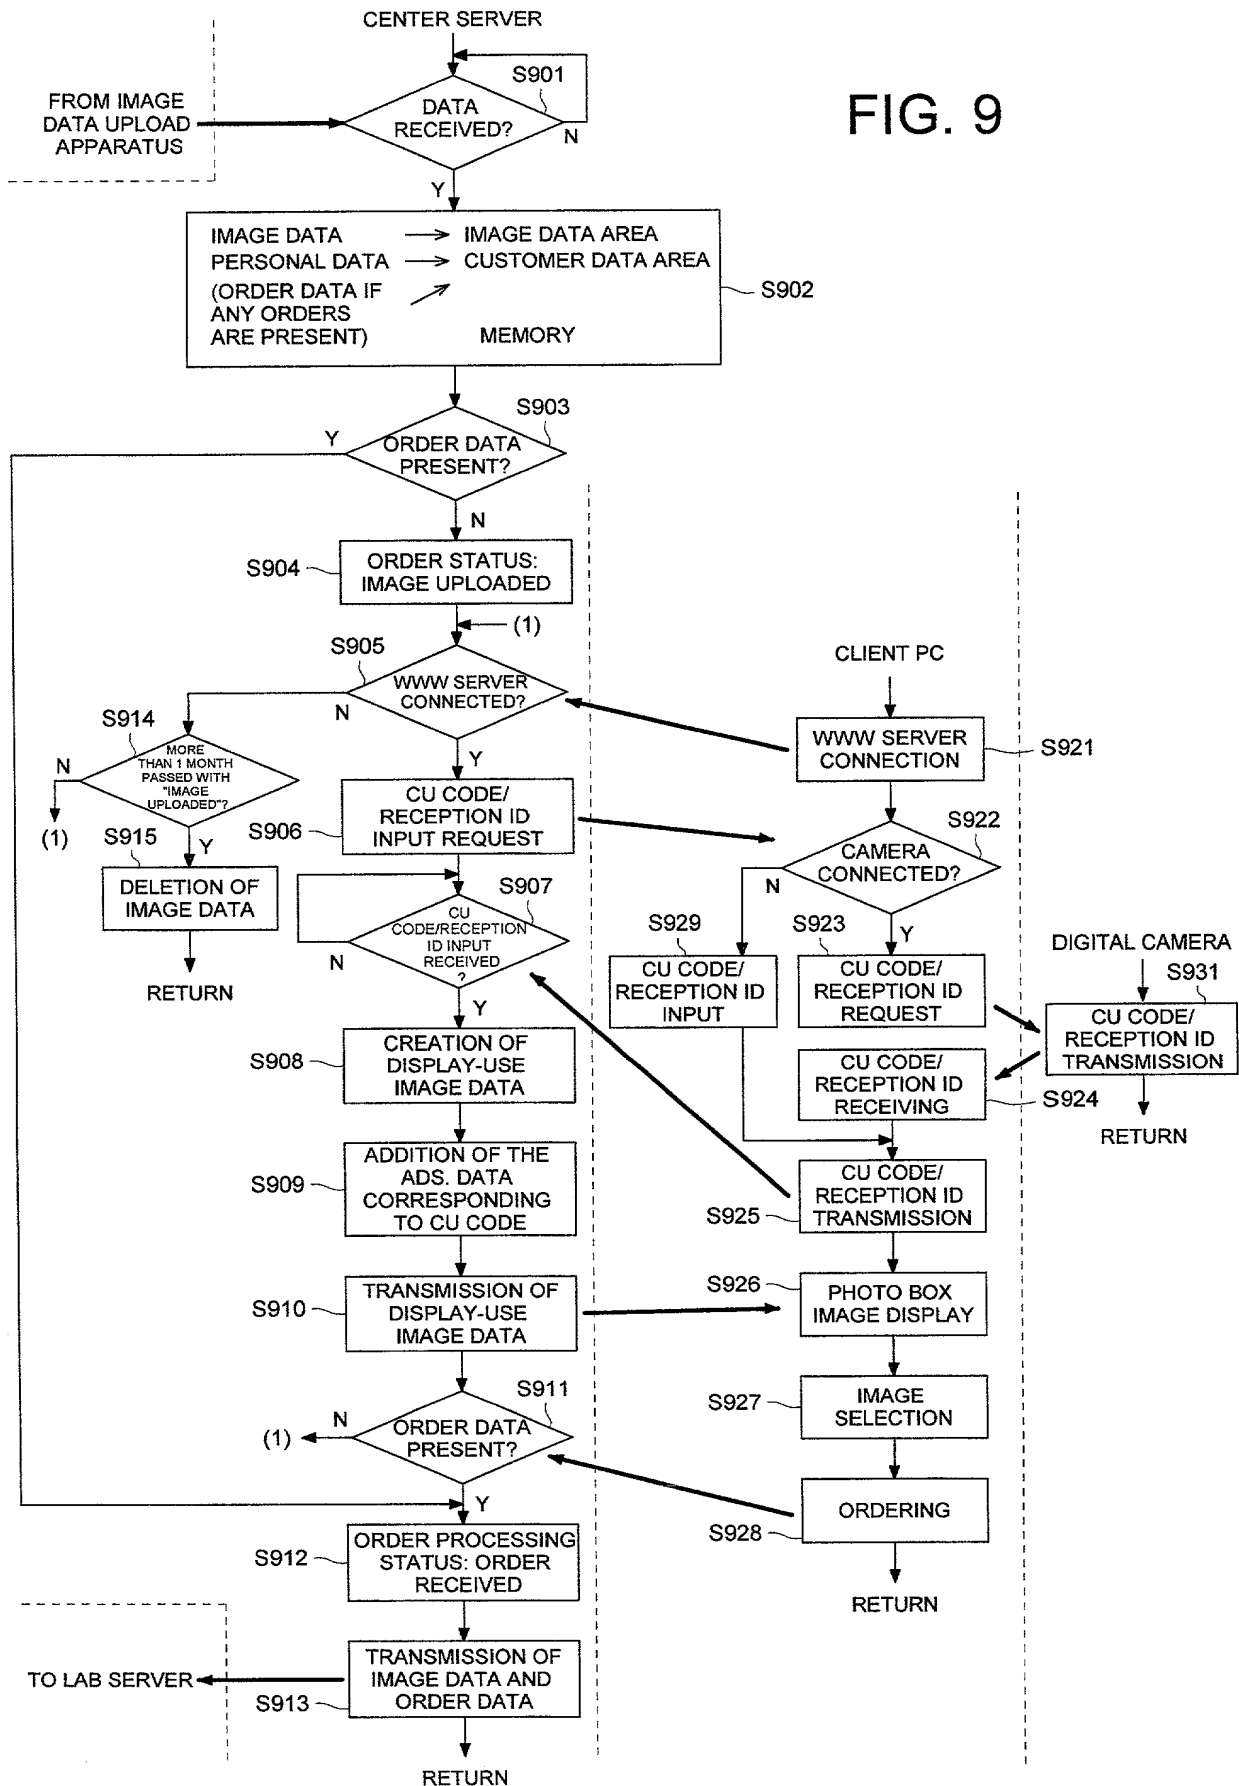 CENTER SERVER
FIG. 9
S901
FROM IMAGE
DATA UPLOAD
APPARATUS
DATA
RECEIVED?
N
Y
IMAGE DATA → IMAGE DATA AREA
PERSONAL DATA → CUSTOMER DATA AREA
(ORDER DATA IF
ANY ORDERS
ARE PRESENT)
MEMORY
S902
S903
Y
ORDER DATA
PRESENT?
N
S904
ORDER STATUS:
IMAGE UPLOADED
(1)
S905
WWW SERVER
CONNECTED?
N
Y
S914
MORE
THAN 1 MONTH
PASSED WITH
"IMAGE
UPLOADED"?
N
(1)
Y
S915
DELETION OF
IMAGE DATA
RETURN
S906
CU CODE/
RECEPTION ID
INPUT REQUEST
S907
CU
CODE/RECEPTION
ID INPUT
RECEIVED
?
N
Y
S908
CREATION OF
DISPLAY-USE
IMAGE DATA
S909
ADDITION OF THE
ADS. DATA
CORRESPONDING
TO CU CODE
S910
TRANSMISSION OF
DISPLAY-USE
IMAGE DATA
S911
ORDER DATA
PRESENT?
N
(1)
Y
S912
ORDER PROCESSING
STATUS: ORDER
RECEIVED
TO LAB SERVER
S913
TRANSMISSION OF
IMAGE DATA AND
ORDER DATA
RETURN
CLIENT PC
WWW SERVER
CONNECTION
S921
S922
CAMERA
CONNECTED?
N
Y
S929
CU CODE/
RECEPTION ID
INPUT
S923
CU CODE/
RECEPTION ID
REQUEST
CU CODE/
RECEPTION ID
RECEIVING
S924
S925
CU CODE/
RECEPTION ID
TRANSMISSION
S926
PHOTO BOX
IMAGE DISPLAY
S927
IMAGE
SELECTION
S928
ORDERING
RETURN
DIGITAL CAMERA
S931
CU CODE/
RECEPTION ID
TRANSMISSION
RETURN